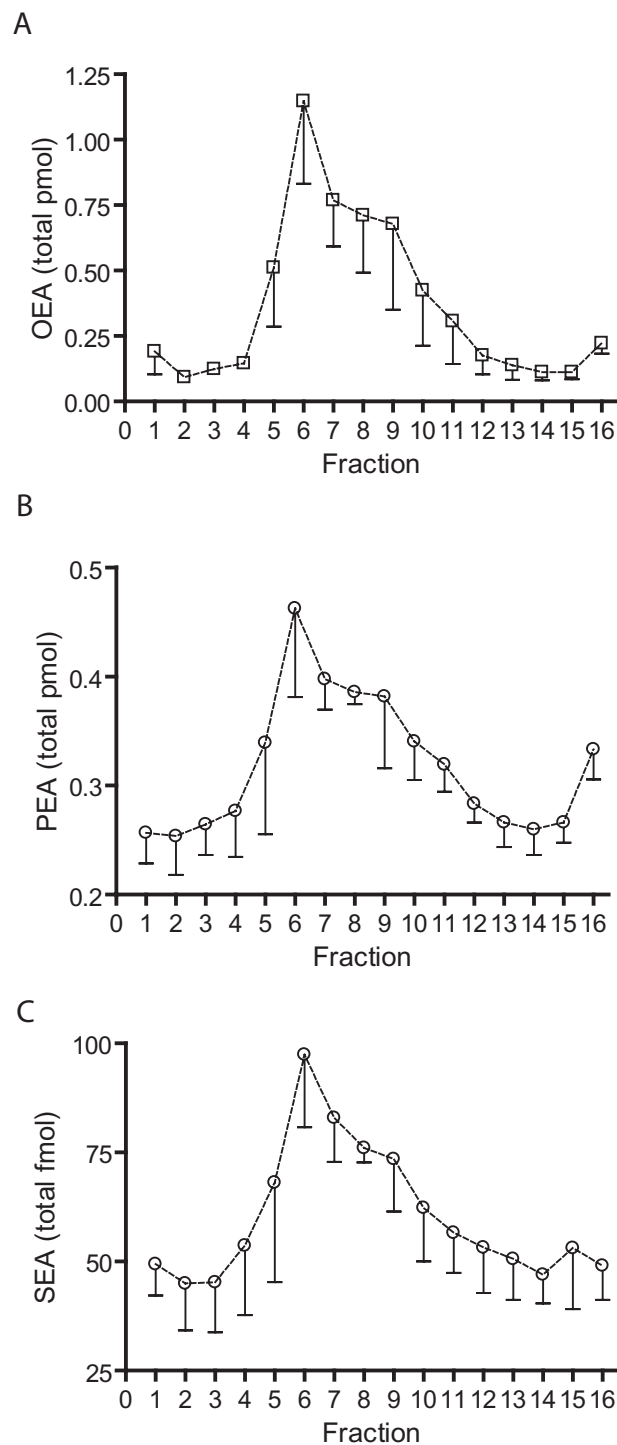 A
1.25
1.00
0.75
0.50
0.25
0.00
OEA (total pmol)
0 1 2 3 4 5 6 7 8 9 10 11 12 13 14 15 16
Fraction
B
0.5
0.4
0.3
0.2
PEA (total pmol)
0 1 2 3 4 5 6 7 8 9 10 11 12 13 14 15 16
Fraction
C
100
75
50
25
SEA (total fmol)
0 1 2 3 4 5 6 7 8 9 10 11 12 13 14 15 16
Fraction